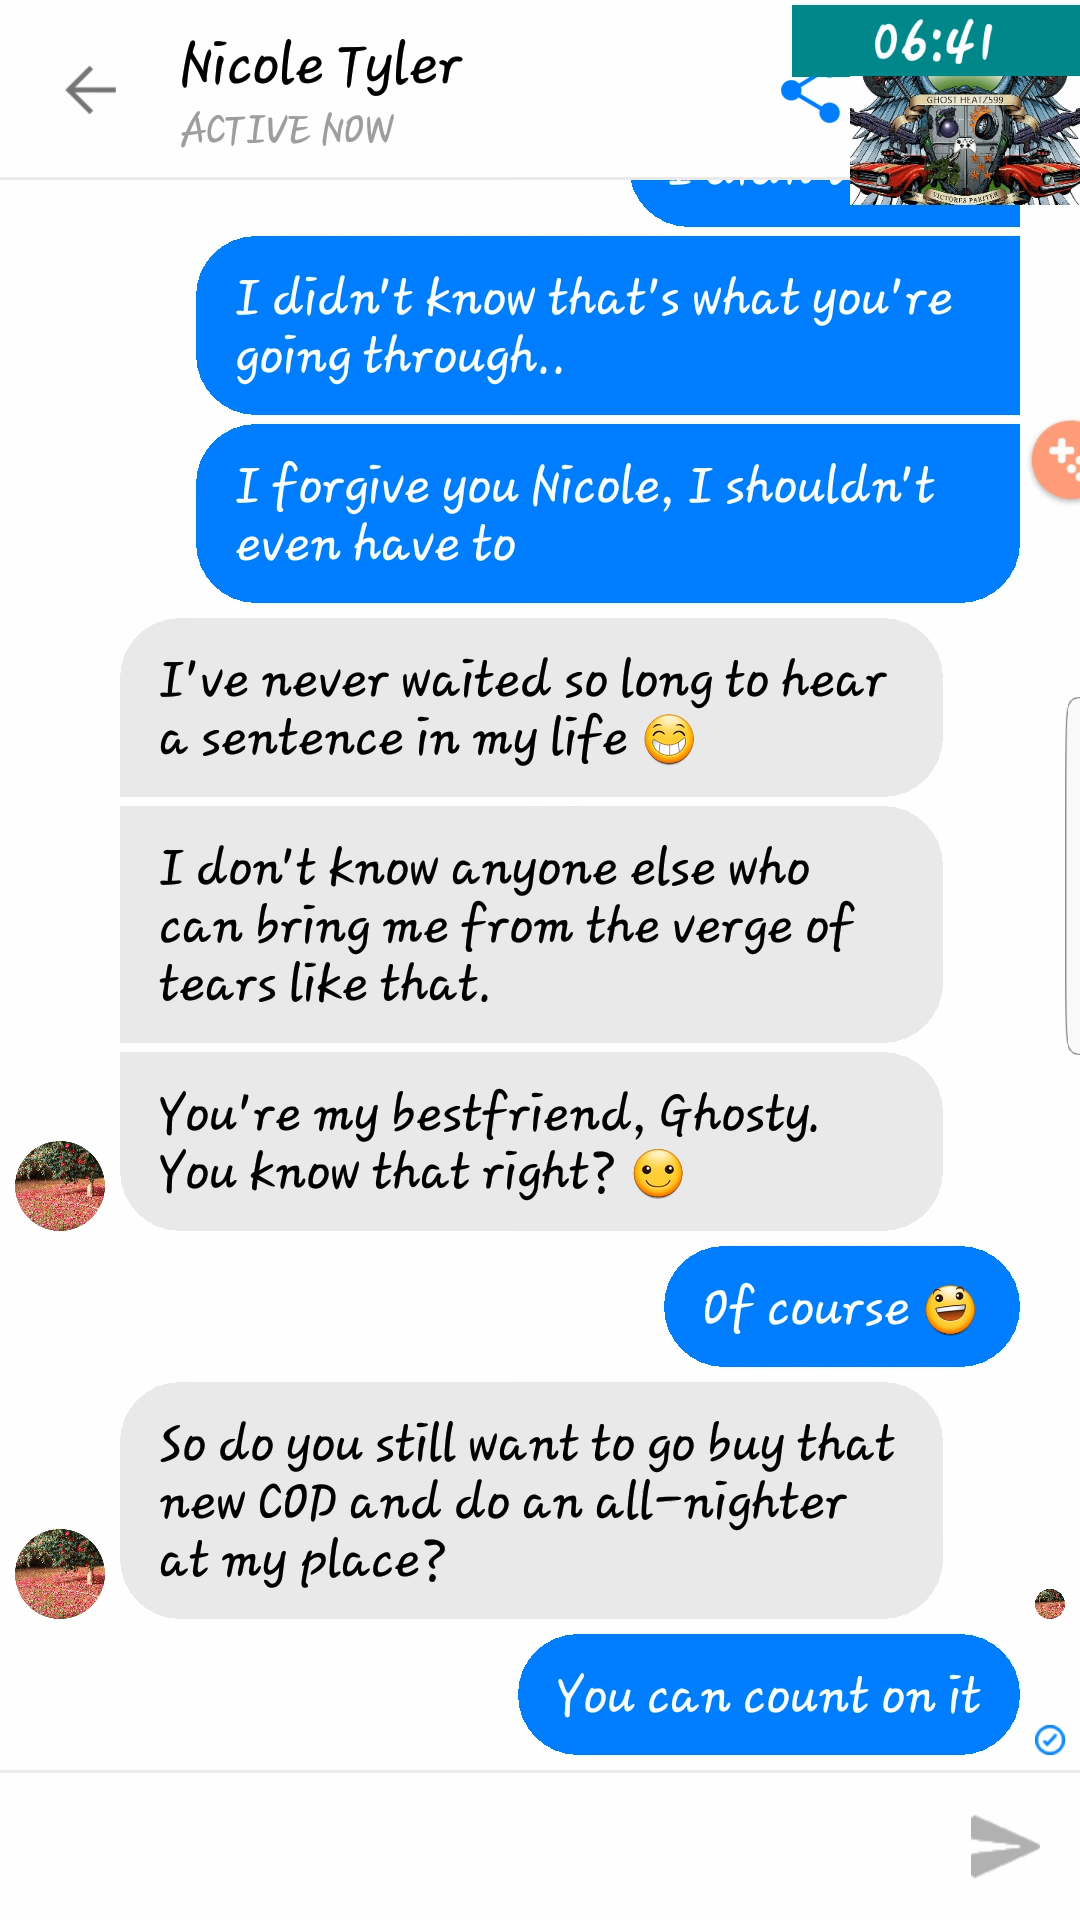 Nicole Tyler
ACTIVE NOW
06:41
GHOST HEATZ599
VICTORES PARITER
I didn't know that's what you're
going through..
I forgive you Nicole, I shouldn't
even have to
I've never waited so long to hear
a sentence in my life 😁
I don't know anyone else who
can bring me from the verge of
tears like that.
You're my bestfriend, Ghosty.
You know that right? 🙂
Of course 😃
So do you still want to go buy that
new COD and do an all-nighter
at my place?
You can count on it